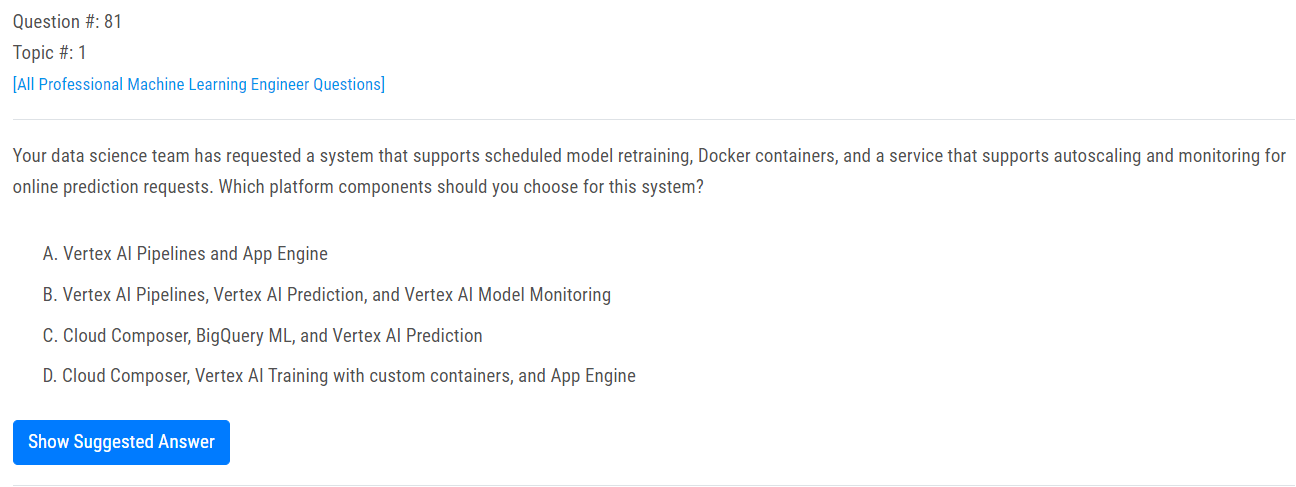 Question #: 81
Topic #: 1
[All Professional Machine Learning Engineer Questions]
Your data science team has requested a system that supports scheduled model retraining, Docker containers, and a service that supports autoscaling and monitoring for
online prediction requests. Which platform components should you choose for this system?
A. Vertex AI Pipelines and App Engine
B. Vertex AI Pipelines, Vertex AI Prediction, and Vertex AI Model Monitoring
C. Cloud Composer, BigQuery ML, and Vertex AI Prediction
D. Cloud Composer, Vertex AI Training with custom containers, and App Engine
Show Suggested Answer